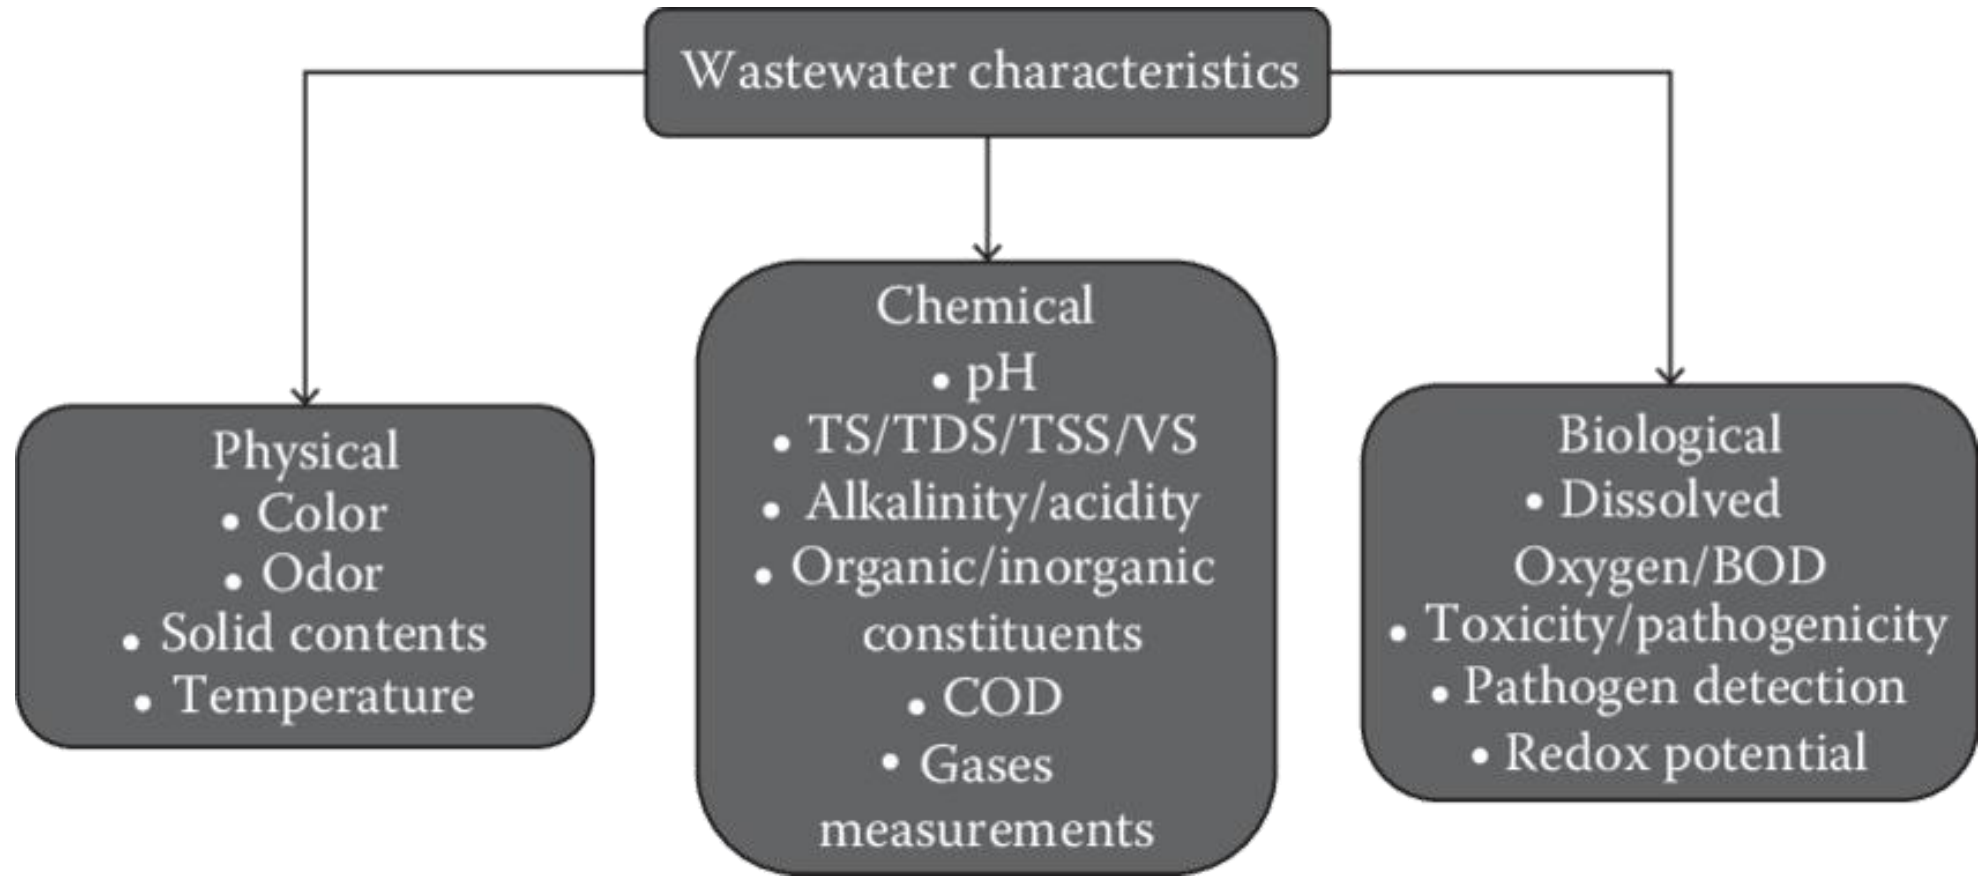 Wastewater characteristics
Physical
• Color
• Odor
• Solid contents
• Temperature
Chemical
• pH
• TS/TDS/TSS/VS
• Alkalinity/acidity
• Organic/inorganic
constituents
• COD
• Gases
measurements
Biological
• Dissolved
Oxygen/BOD
• Toxicity/pathogenicity
• Pathogen detection
• Redox potential